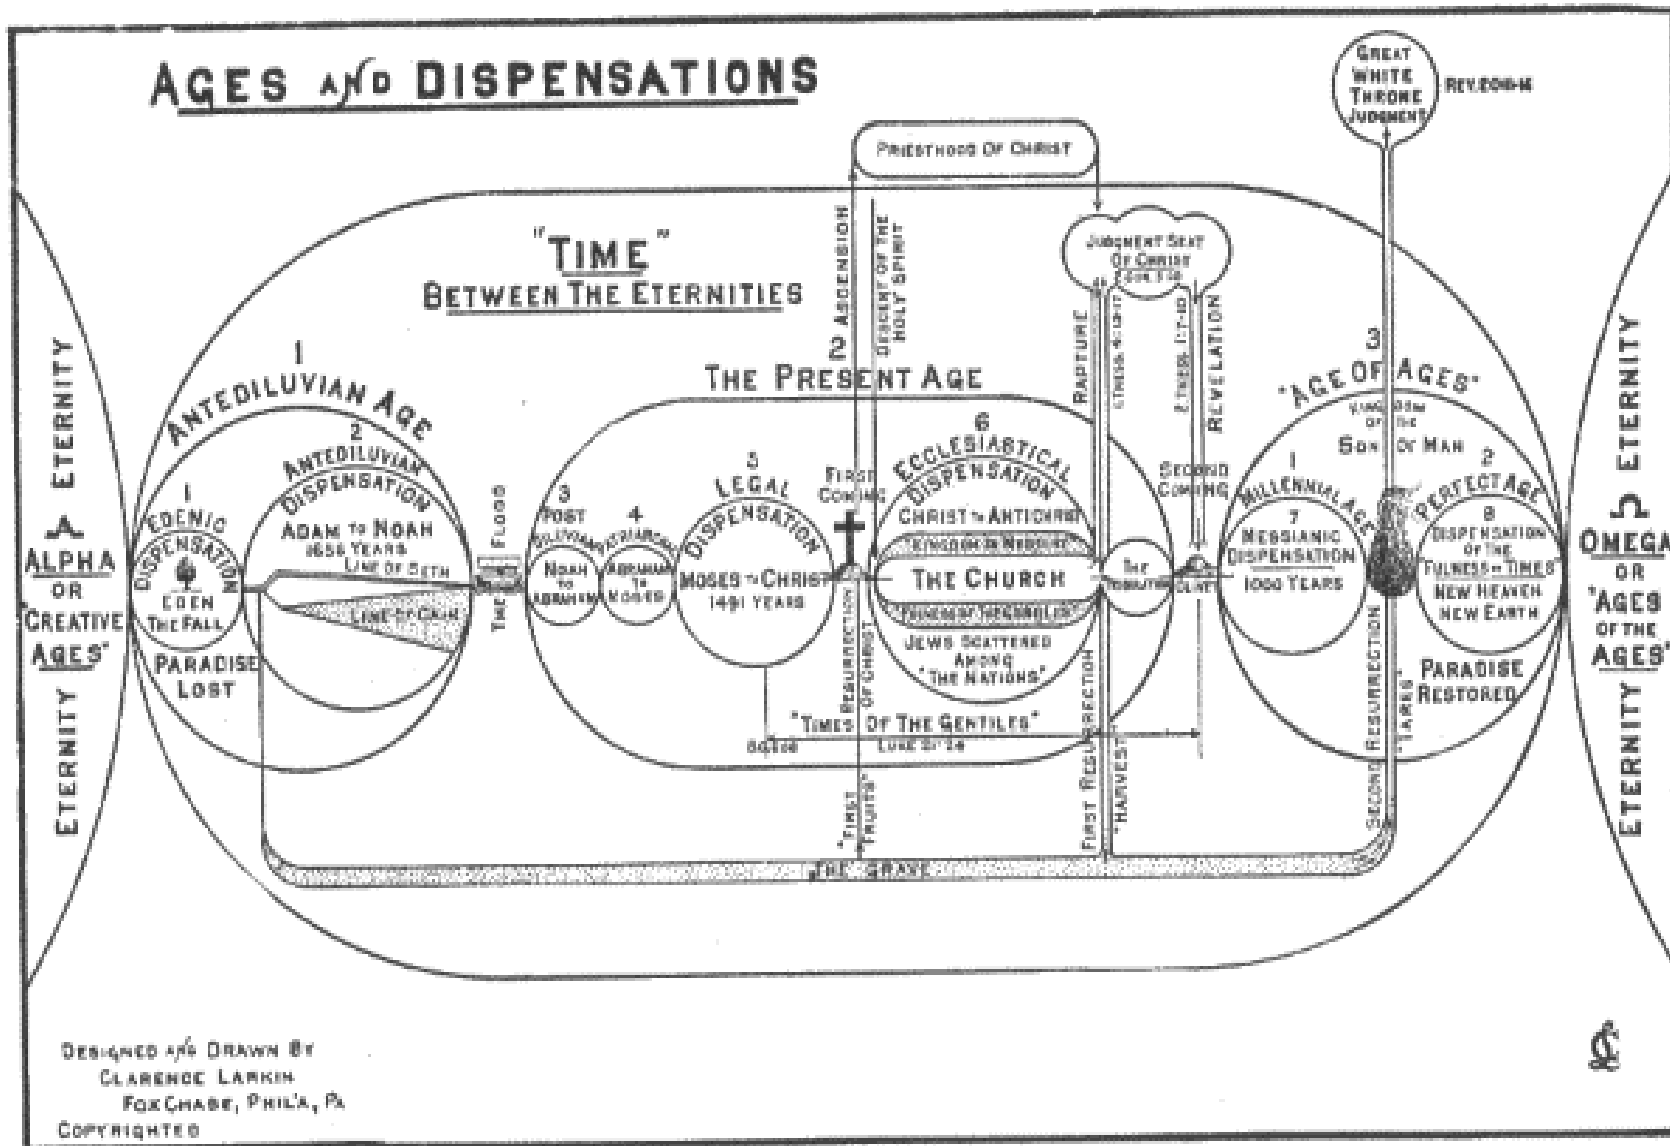 AGES AND DISPENSATIONS
GREAT
WHITE
THRONE
JUDGMENT
PRIESTHOOD OF CHRIST
"TIME"
BETWEEN THE ETERNITIES
ASCENSION
DESCENT OF THE
HOLY SPIRIT
JUDGMENT SEAT
OF CHRIST
RAPTURE
REVELATION
ETERNITY
ALPHA
OR
"CREATIVE
AGES"
ETERNITY
1
ANTEDILUVIAN AGE
1
EDENIC
DISPENSATION
EDEN
THE FALL
PARADISE
LOST
2
ANTEDILUVIAN
DISPENSATION
ADAM TO NOAH
1656 YEARS
LINE OF SETH
LINE OF CAIN
FLOOD
2
THE PRESENT AGE
3
POST
DILUVIAN
NOAH
TO
ABRAHAM
4
PATRIARCHAL
ABRAHAM
TO
MOSES
5
LEGAL
DISPENSATION
MOSES TO CHRIST
1491 YEARS
FIRST
COMING
6
ECCLESIASTICAL
DISPENSATION
CHRIST TO ANTICHRIST
THE CHURCH
JEWS SCATTERED
AMONG
"THE NATIONS"
SECOND
COMING
"TIMES OF THE GENTILES"
LUKE 21:24
RESURRECTION
OF CHRIST
"FIRST
FRUITS"
FIRST RESURRECTION
"HARVEST"
THE GRAVE
3
"AGE OF AGES"
KINGDOM
OF THE
SON OF MAN
1
MILLENNIAL AGE
7
MESSIANIC
DISPENSATION
1000 YEARS
2
PERFECT AGE
8
DISPENSATION
OF THE
"FULNESS OF TIMES"
NEW HEAVEN
NEW EARTH
PARADISE
RESTORED
SECOND RESURRECTION
"TARES"
ETERNITY
Ω
OMEGA
OR
"AGES
OF THE
AGES"
ETERNITY
DESIGNED AND DRAWN BY
CLARENCE LARKIN
FOX CHASE, PHIL'A, PA
COPYRIGHTED